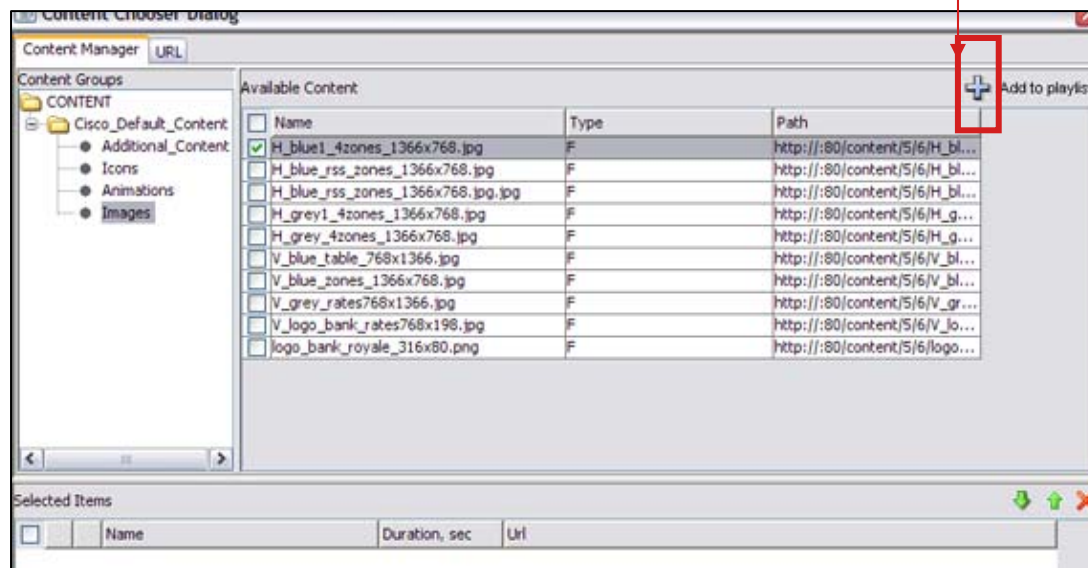 Content Chooser Dialog
Content Manager URL
Content Groups
CONTENT
Cisco_Default_Content
Additional_Content
Icons
Animations
Images
Available Content
Add to playlis
Name Type Path
H_blue1_4zones_1366x768.jpg F http://:80/content/5/6/H_bl...
H_blue_rss_zones_1366x768.jpg F http://:80/content/5/6/H_bl...
H_blue_rss_zones_1366x768.jpg.jpg F http://:80/content/5/6/H_bl...
H_grey1_4zones_1366x768.jpg F http://:80/content/5/6/H_g...
H_grey_4zones_1366x768.jpg F http://:80/content/5/6/H_g...
V_blue_table_768x1366.jpg F http://:80/content/5/6/V_bl...
V_blue_zones_1366x768.jpg F http://:80/content/5/6/V_bl...
V_grey_rates768x1366.jpg F http://:80/content/5/6/V_gr...
V_logo_bank_rates768x198.jpg F http://:80/content/5/6/V_lo...
logo_bank_royale_316x80.png F http://:80/content/5/6/logo...
Selected Items
Name Duration, sec Url